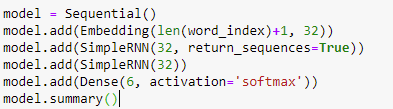 model = Sequential()
model.add(Embedding(len(word_index)+1, 32))
model.add(SimpleRNN(32, return_sequences=True))
model.add(SimpleRNN(32))
model.add(Dense(6, activation='softmax'))
model.summary()